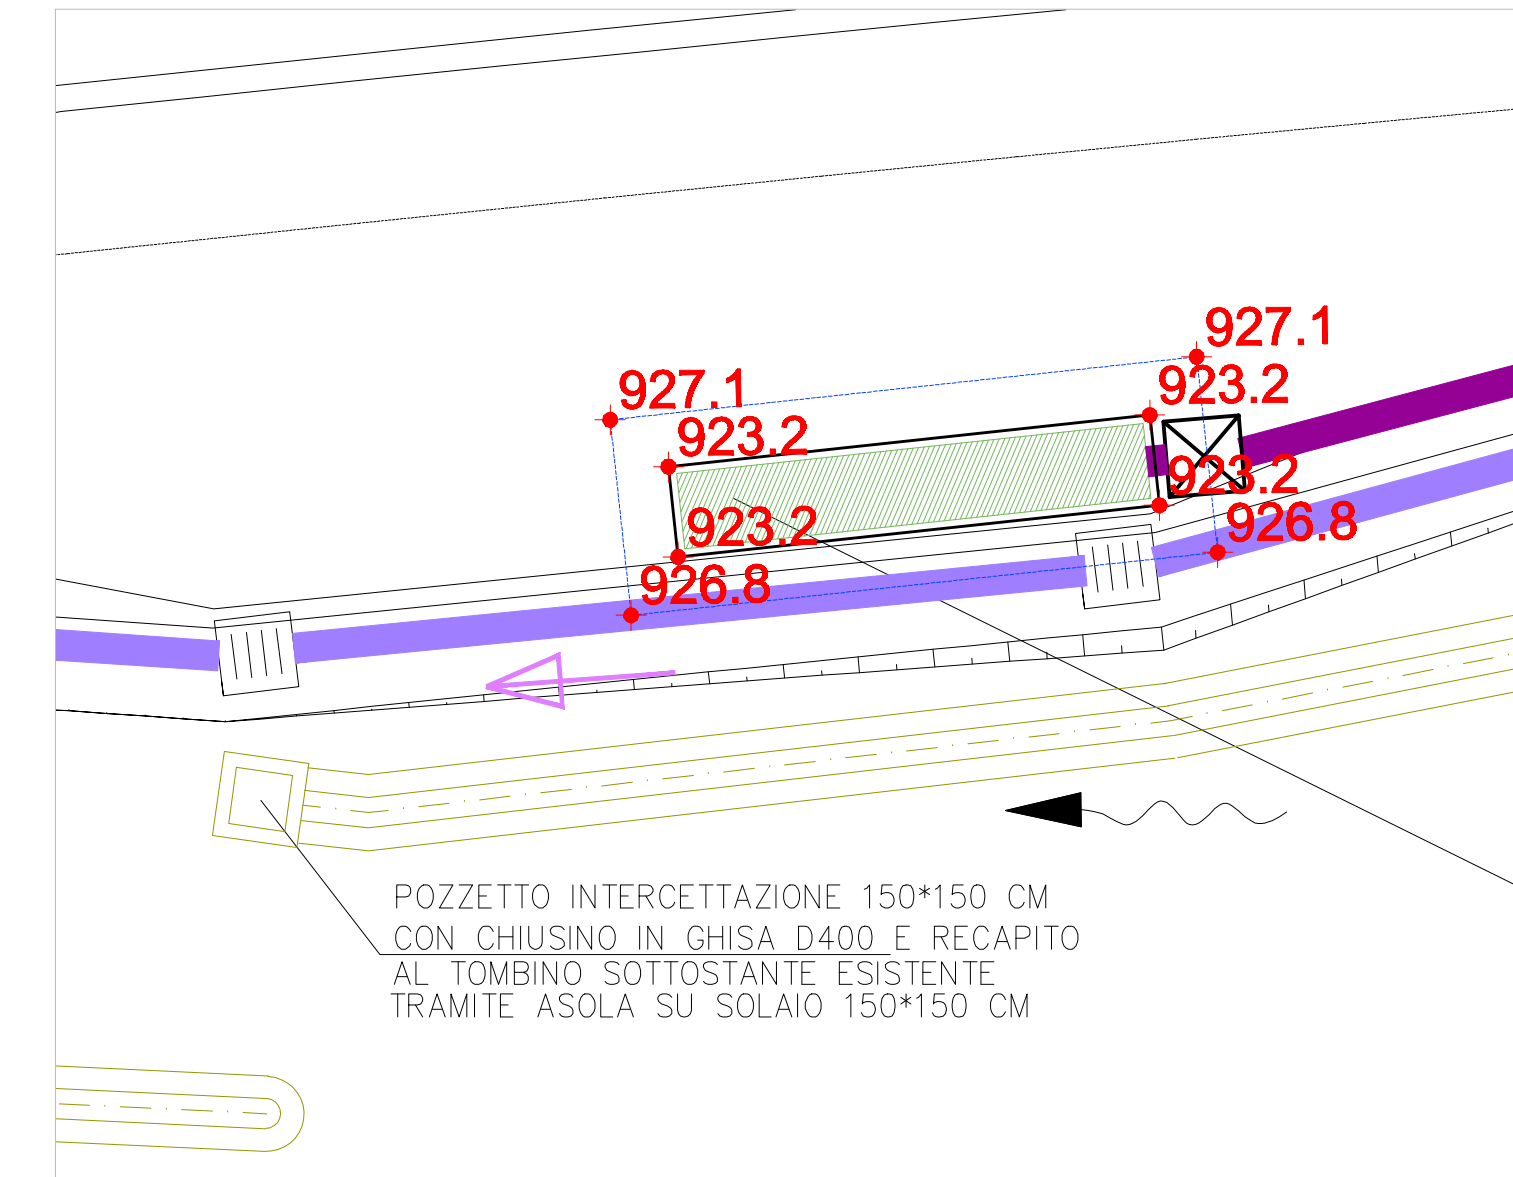 927.1
923.2
927.1
923.2
923.2
926.8
923.2
926.8
POZZETTO INTERCETTAZIONE 150*150 CM
CON CHIUSINO IN GHISA D400 E RECAPITO
AL TOMBINO SOTTOSTANTE ESISTENTE
TRAMITE ASOLA SU SOLAIO 150*150 CM